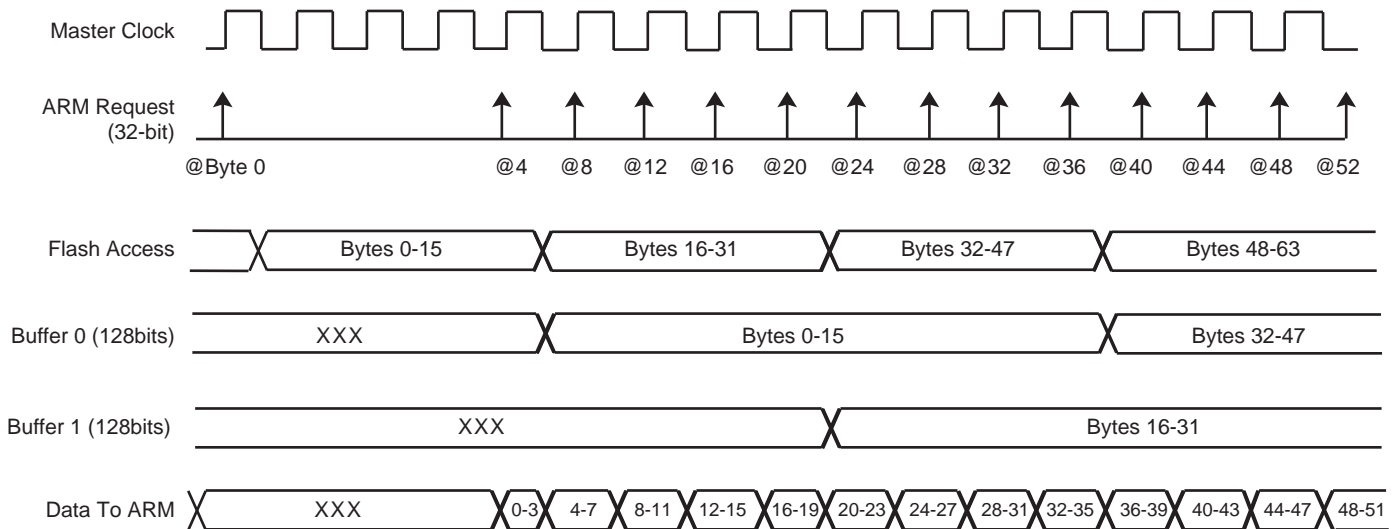 Master Clock
ARM Request
(32-bit)
@Byte 0 @4 @8 @12 @16 @20 @24 @28 @32 @36 @40 @44 @48 @52
Flash Access Bytes 0-15 Bytes 16-31 Bytes 32-47 Bytes 48-63
Buffer 0 (128bits) XXX Bytes 0-15 Bytes 32-47
Buffer 1 (128bits) XXX Bytes 16-31
Data To ARM XXX 0-3 4-7 8-11 12-15 16-19 20-23 24-27 28-31 32-35 36-39 40-43 44-47 48-51